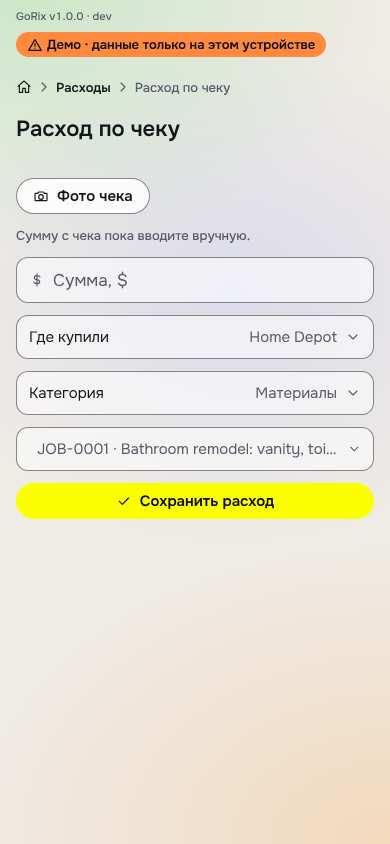 GoRix v1.0.0 · dev
Демо · данные только на этом устройстве
Расходы
Расход по чеку
Расход по чеку
Фото чека
Сумму с чека пока вводите вручную.
$ Сумма, $
Где купили Home Depot
Категория Материалы
JOB-0001 · Bathroom remodel: vanity, toi...
Сохранить расход